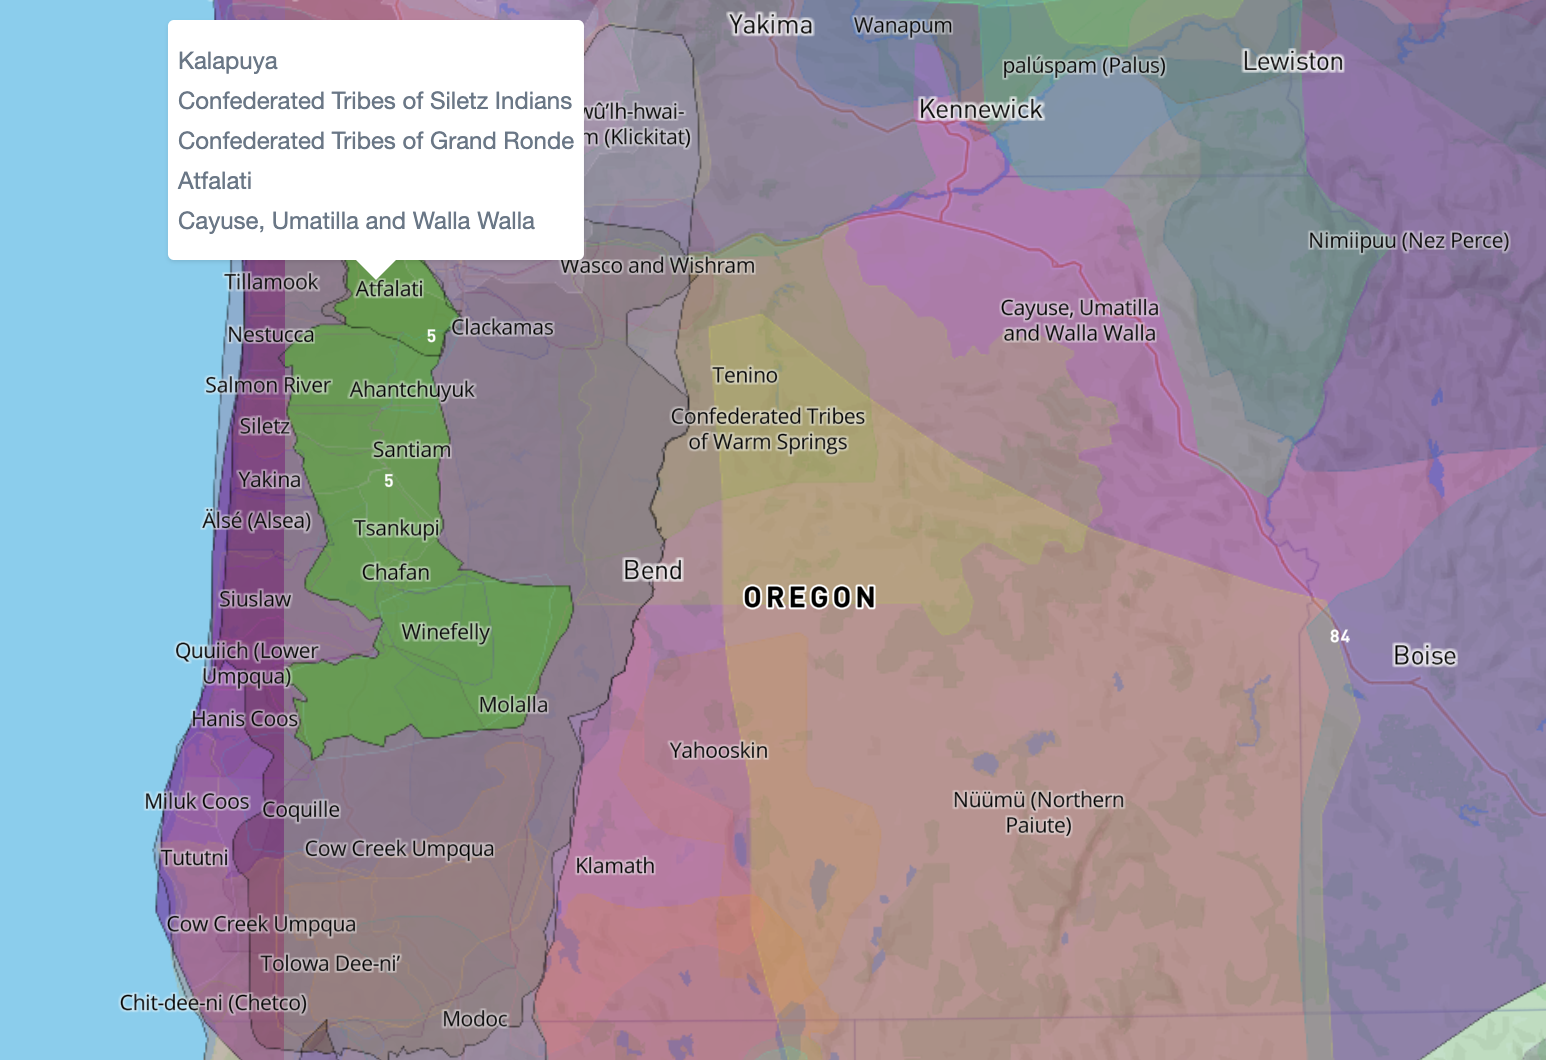 Yakima
Wanapum
Kalapuya
Confederated Tribes of Siletz Indians
Confederated Tribes of Grand Ronde
Atfalati
Cayuse, Umatilla and Walla Walla
palúspam (Palus)
Lewiston
Kennewick
wû’lh-hwai-
m (Klickitat)
Nimiipuu (Nez Perce)
Wasco and Wishram
Tillamook
Atfalati
Cayuse, Umatilla
and Walla Walla
Nestucca
5
Clackamas
Tenino
Salmon River
Ahantchuyuk
Confederated Tribes
of Warm Springs
Siletz
Santiam
Yakina
5
Älsé (Alsea)
Tsankupi
Chafan
Bend
OREGON
Siuslaw
Winefelly
84
Boise
Quuiich (Lower
Umpqua)
Molalla
Hanis Coos
Yahooskin
Miluk Coos
Coquille
Nüümü (Northern
Paiute)
Tututni
Cow Creek Umpqua
Klamath
Cow Creek Umpqua
Tolowa Dee-ni’
Chit-dee-ni (Chetco)
Modoc